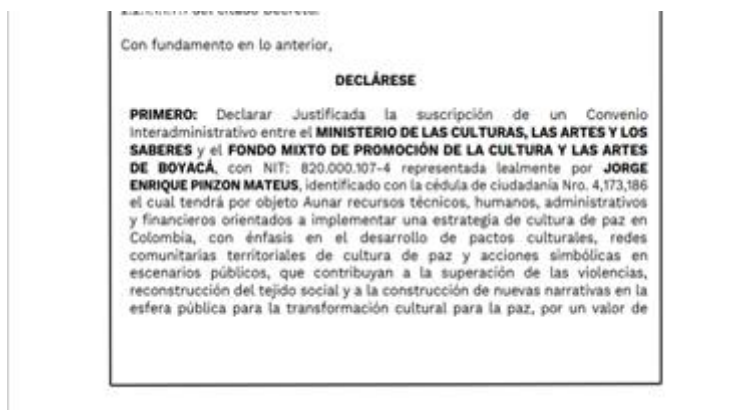 del citado Decreto.
Con fundamento en lo anterior,
DECLÁRESE
PRIMERO: Declarar Justificada la suscripción de un Convenio
Interadministrativo entre el MINISTERIO DE LAS CULTURAS, LAS ARTES Y LOS
SABERES y el FONDO MIXTO DE PROMOCIÓN DE LA CULTURA Y LAS ARTES
DE BOYACÁ, con NIT: 820.000.107-4 representada lealmente por JORGE
ENRIQUE PINZON MATEUS, identificado con la cédula de ciudadanía Nro. 4,173,186
el cual tendrá por objeto Aunar recursos técnicos, humanos, administrativos
y financieros orientados a implementar una estrategia de cultura de paz en
Colombia, con énfasis en el desarrollo de pactos culturales, redes
comunitarias territoriales de cultura de paz y acciones simbólicas en
escenarios públicos, que contribuyan a la superación de las violencias,
reconstrucción del tejido social y a la construcción de nuevas narrativas en la
esfera pública para la transformación cultural para la paz, por un valor de